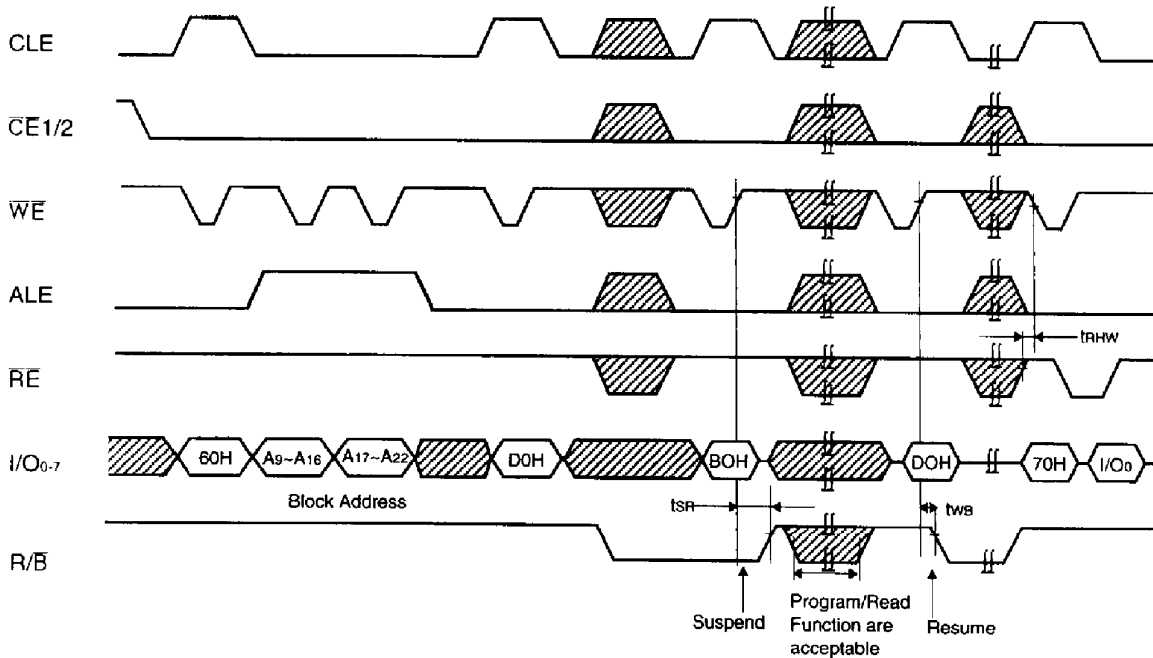 CLE
CE1/2
WE
ALE
tRHW
RE
I/O0-7
60H
A9~A16
A17~A22
D0H
B0H
D0H
70H
I/O0
Block Address
tSR
tWB
R/B
Suspend
Program/Read
Function are
acceptable
Resume